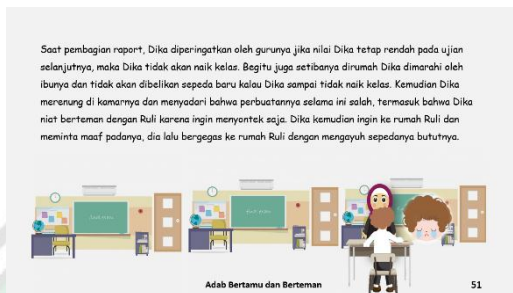 Saat pembagian raport, Dika diperingatkan oleh gurunya jika nilai Dika tetap rendah pada ujian
selanjutnya, maka Dika tidak akan naik kelas. Begitu juga setibanya dirumah Dika dimarahi oleh
ibunya dan tidak akan dibelikan sepeda baru kalau Dika sampai tidak naik kelas. Kemudian Dika
merenung di kamarnya dan menyadari bahwa perbuatannya selama ini salah, termasuk bahwa Dika
niat berteman dengan Ruli karena ingin menyontek saja. Dika kemudian ingin ke rumah Ruli dan
meminta maaf padanya, dia lalu bergegas ke rumah Ruli dengan mengayuh sepedanya bututnya.
Adab Bertamu dan Berteman
51